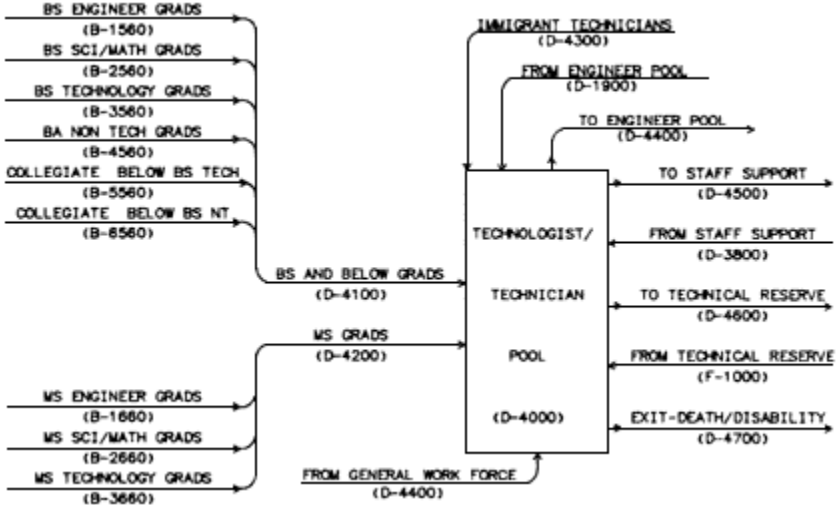 BS ENGINEER GRADS
(B-1560)
BS SCI/MATH GRADS
(B-2560)
BS TECHNOLOGY GRADS
(B-3560)
BA NON TECH GRADS
(B-4560)
COLLEGIATE BELOW BS TECH
(B-5560)
COLLEGIATE BELOW BS NT
(B-6560)
BS AND BELOW GRADS
(D-4100)
MS GRADS
(D-4200)
MS ENGINEER GRADS
(B-1660)
MS SCI/MATH GRADS
(B-2660)
MS TECHNOLOGY GRADS
(B-3660)
IMMIGRANT TECHNICIANS
(D-4300)
FROM ENGINEER POOL
(D-1900)
TO ENGINEER POOL
(D-4400)
TECHNOLOGIST/
TECHNICIAN
POOL
(D-4000)
TO STAFF SUPPORT
(D-4500)
FROM STAFF SUPPORT
(D-3800)
TO TECHNICAL RESERVE
(D-4600)
FROM TECHNICAL RESERVE
(F-1000)
EXIT-DEATH/DISABILITY
(D-4700)
FROM GENERAL WORK FORCE
(D-4400)